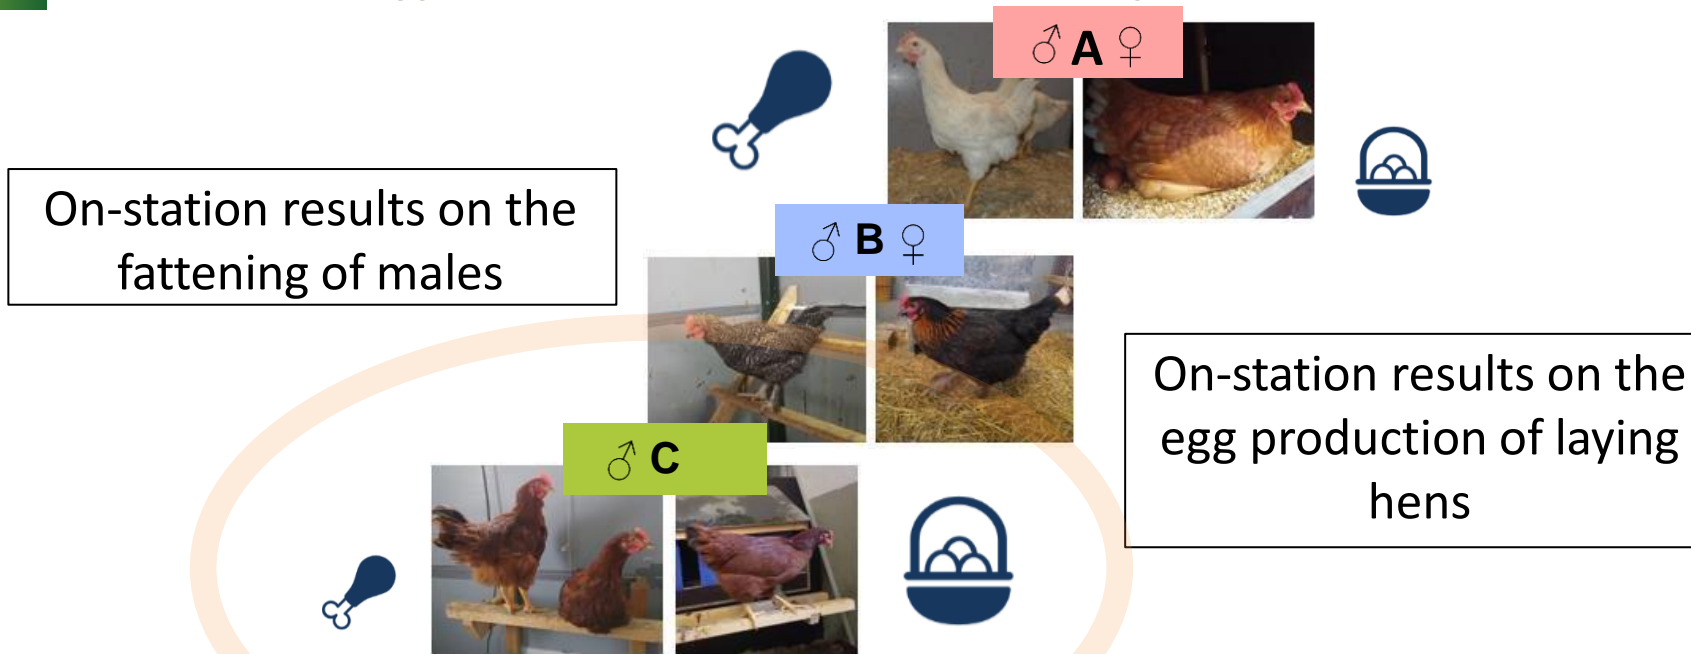 ♂ A ♀
On-station results on the
fattening of males
♂ B ♀
On-station results on the
egg production of laying
hens
♂ C